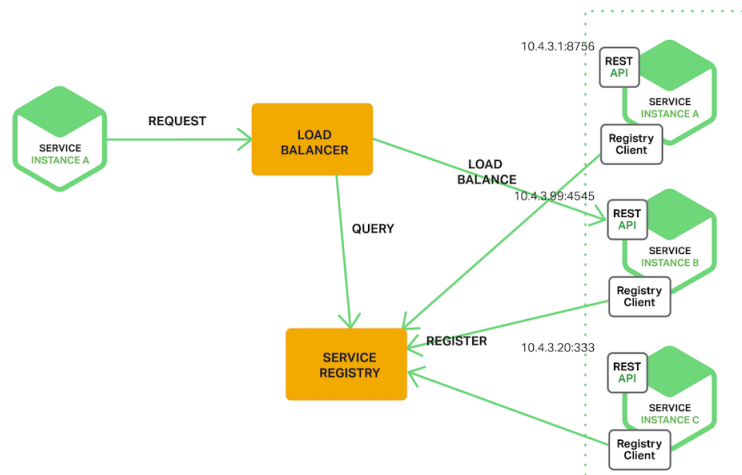 SERVICE
INSTANCE A
REQUEST
LOAD
BALANCER
QUERY
LOAD
BALANCE
SERVICE
REGISTRY
REGISTER
10.4.3.1:8756
REST
API
SERVICE
INSTANCE A
Registry
Client
10.4.3.99:4545
REST
API
SERVICE
INSTANCE B
Registry
Client
10.4.3.20:333
REST
API
SERVICE
INSTANCE C
Registry
Client